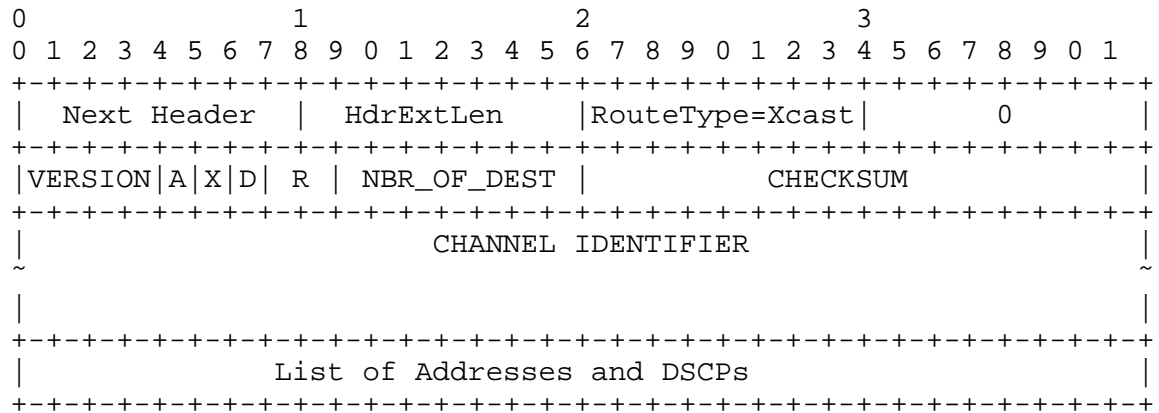 0                   1                   2                   3
0 1 2 3 4 5 6 7 8 9 0 1 2 3 4 5 6 7 8 9 0 1 2 3 4 5 6 7 8 9 0 1
+-+-+-+-+-+-+-+-+-+-+-+-+-+-+-+-+-+-+-+-+-+-+-+-+-+-+-+-+-+-+-+-+
|  Next Header  |  HdrExtLen    |RouteType=Xcast|       0       |
+-+-+-+-+-+-+-+-+-+-+-+-+-+-+-+-+-+-+-+-+-+-+-+-+-+-+-+-+-+-+-+-+
|VERSION|A|X|D| R | NBR_OF_DEST |          CHECKSUM             |
+-+-+-+-+-+-+-+-+-+-+-+-+-+-+-+-+-+-+-+-+-+-+-+-+-+-+-+-+-+-+-+-+
|                       CHANNEL IDENTIFIER                      |
~                                                               ~
|                                                               |
+-+-+-+-+-+-+-+-+-+-+-+-+-+-+-+-+-+-+-+-+-+-+-+-+-+-+-+-+-+-+-+-+
|              List of Addresses and DSCPs                      |
+-+-+-+-+-+-+-+-+-+-+-+-+-+-+-+-+-+-+-+-+-+-+-+-+-+-+-+-+-+-+-+-+